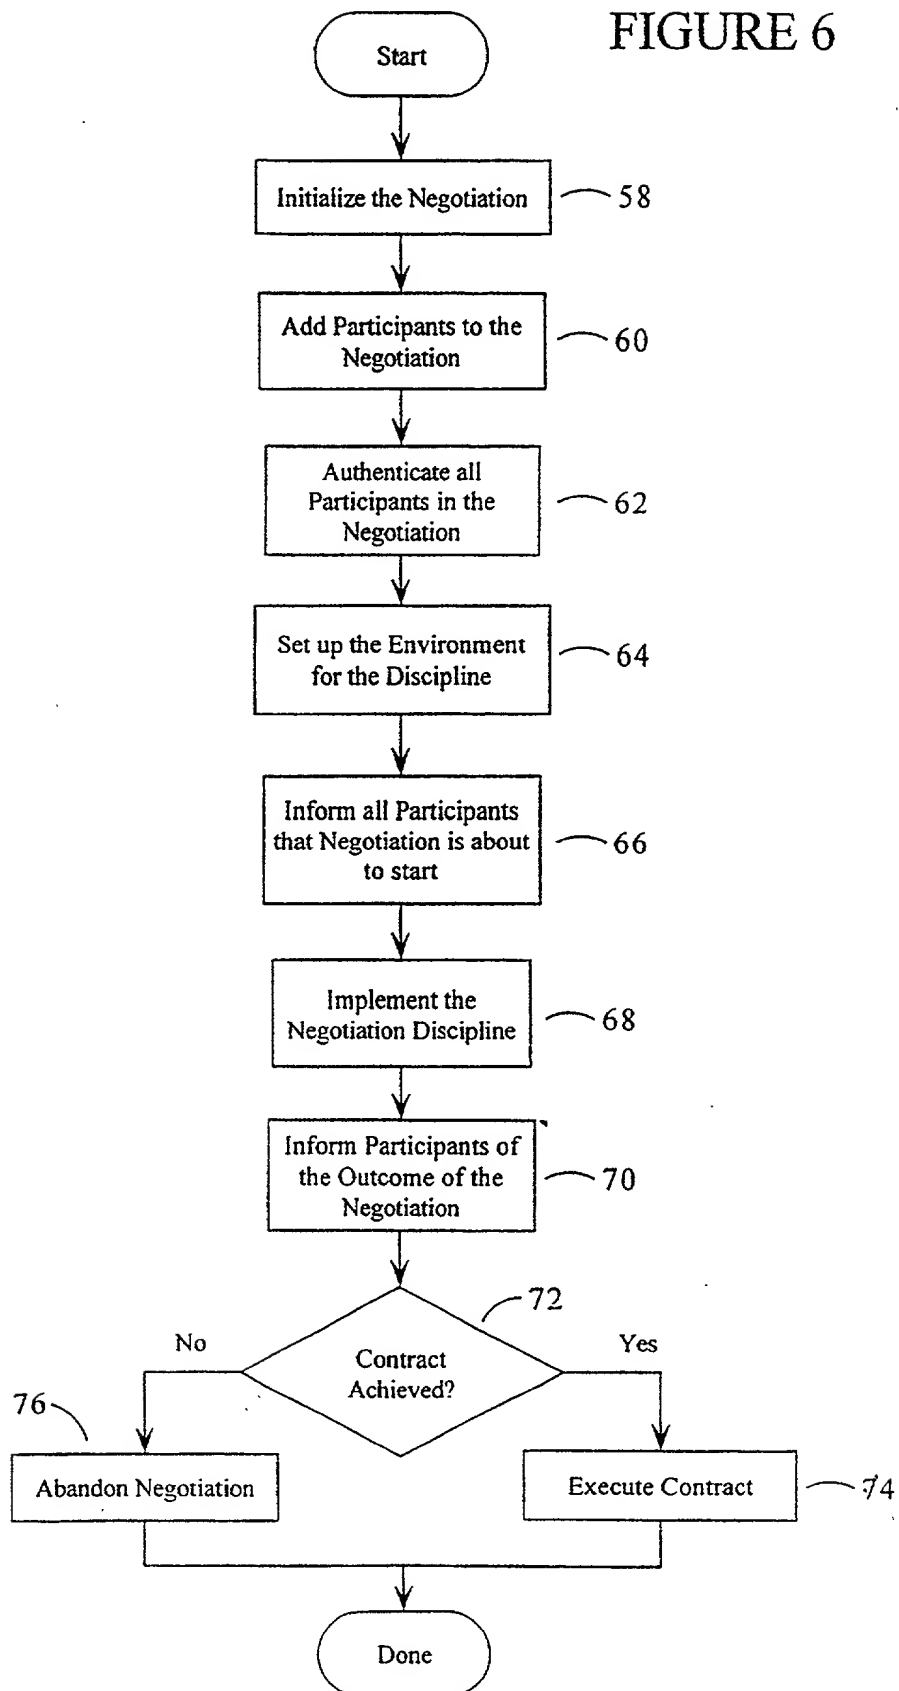 FIGURE 6
Start
Initialize the Negotiation
58
Add Participants to the
Negotiation
60
Authenticate all
Participants in the
Negotiation
62
Set up the Environment
for the Discipline
64
Inform all Participants
that Negotiation is about
to start
66
Implement the
Negotiation Discipline
68
Inform Participants of
the Outcome of the
Negotiation
70
72
Contract
Achieved?
No
Yes
76
Abandon Negotiation
Execute Contract
74
Done